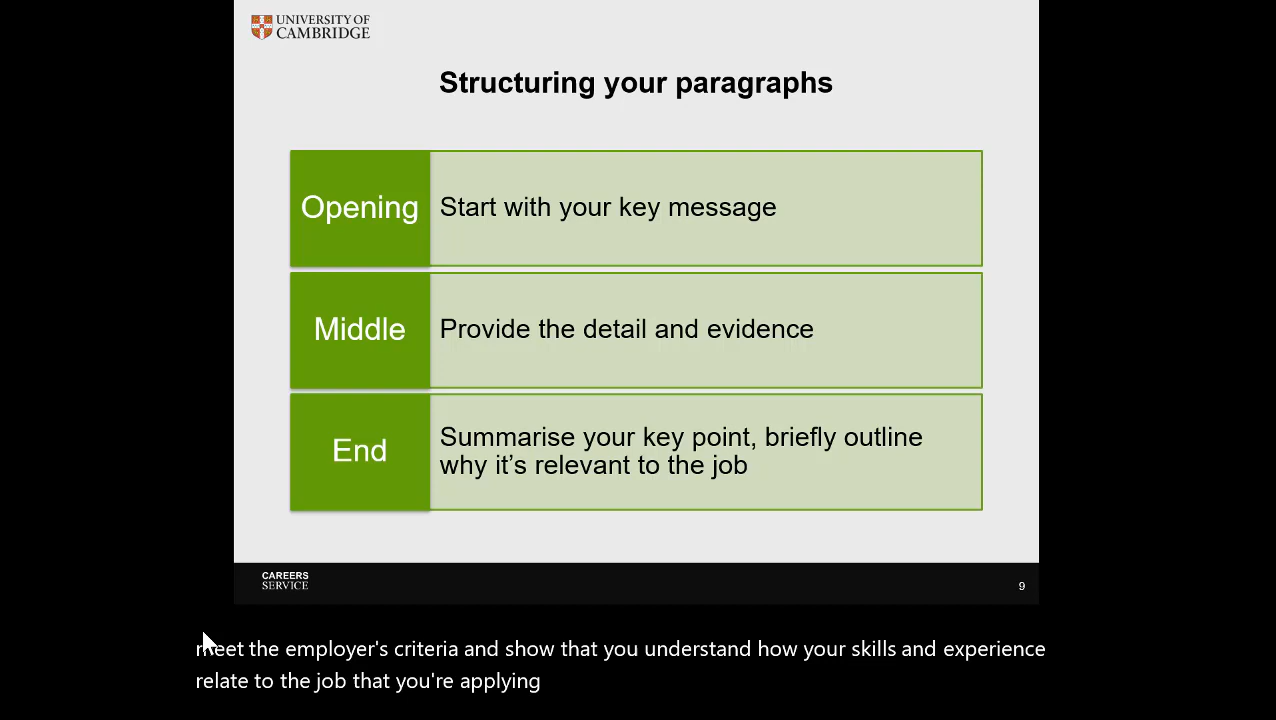 UNIVERSITY OF
CAMBRIDGE
Structuring your paragraphs
Opening
Start with your key message
Middle
Provide the detail and evidence
End
Summarise your key point, briefly outline
why it's relevant to the job
CAREERS
SERVICE
9
meet the employer's criteria and show that you understand how your skills and experience
relate to the job that you're applying